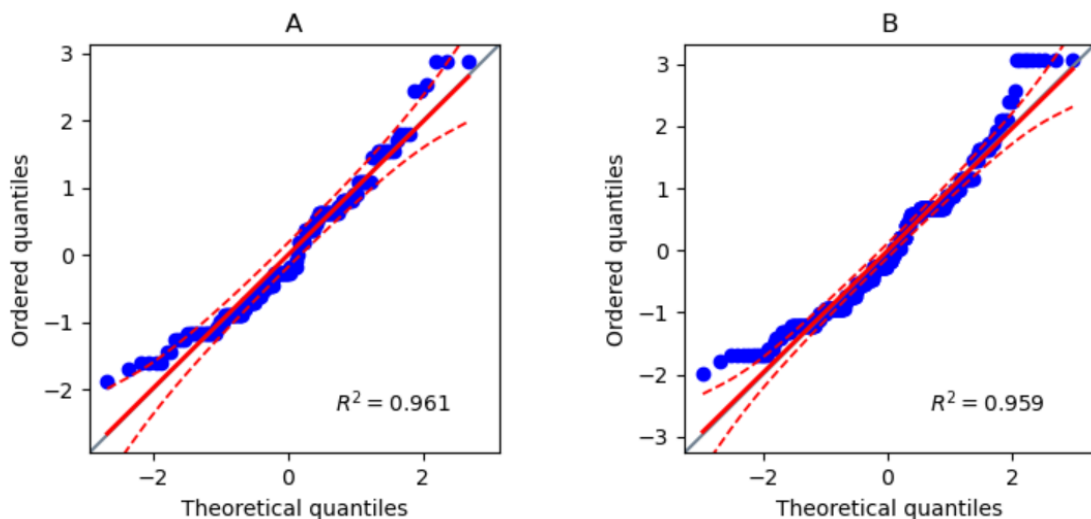 A
B
3
2
1
0
−1
−2
Ordered quantiles
R² = 0.961
−2
0
2
Theoretical quantiles
3
2
1
0
−1
−2
−3
Ordered quantiles
R² = 0.959
−2
0
2
Theoretical quantiles